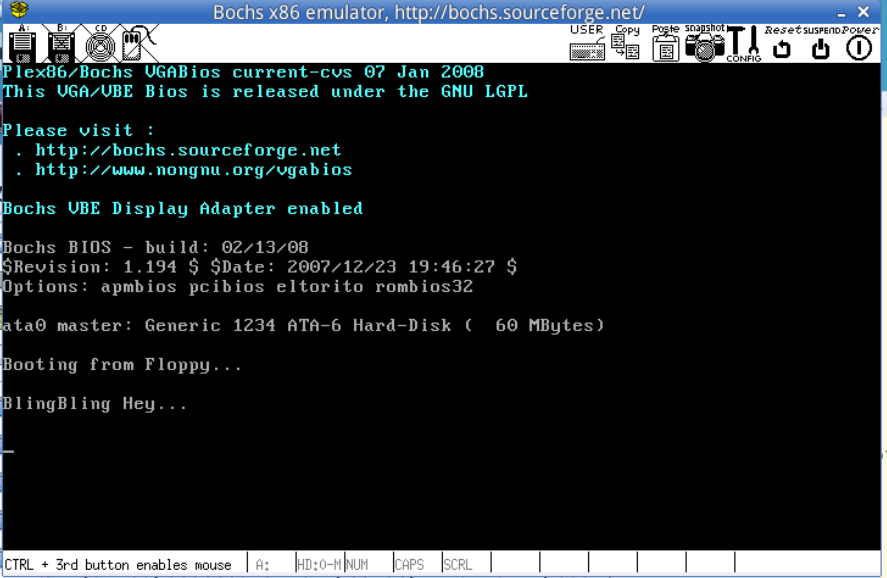 Bochs x86 emulator, http://bochs.sourceforge.net/
A: B: CD USER Copy Paste snapshot CONFIG Reset SUSPEND Power
Plex86/Bochs VGABios current-cvs 07 Jan 2008
This VGA/VBE Bios is released under the GNU LGPL
Please visit :
. http://bochs.sourceforge.net
. http://www.nongnu.org/vgabios
Bochs VBE Display Adapter enabled
Bochs BIOS - build: 02/13/08
$Revision: 1.194 $ $Date: 2007/12/23 19:46:27 $
Options: apmbios pcibios eltorito rombios32
ata0 master: Generic 1234 ATA-6 Hard-Disk ( 60 MBytes)
Booting from Floppy...
BlingBling Hey...
CTRL + 3rd button enables mouse A: HD:0-M NUM CAPS SCRL